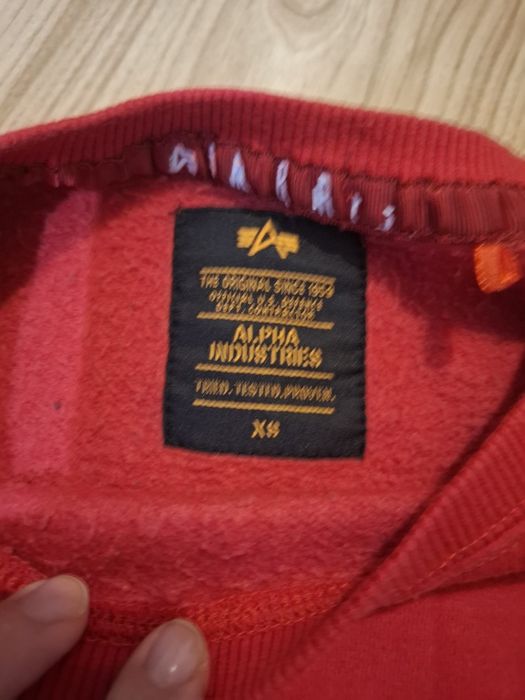 THE ORIGINAL SINCE 1959
OFFICIAL U.S. DEFENSE
DEPT. CONTRACTOR
ALPHA
INDUSTRIES
TRIED.TESTED.PROVEN.
XS